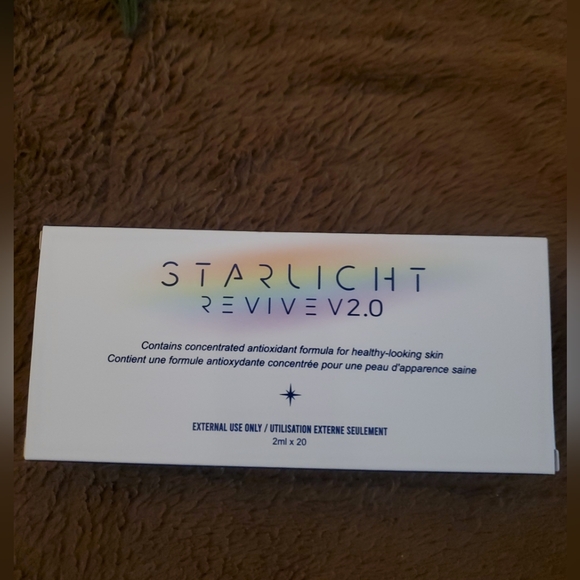 STARLIGHT
REVIVE V2.0
Contains concentrated antioxidant formula for healthy-looking skin
Contient une formule antioxydante concentrée pour une peau d'apparence saine
EXTERNAL USE ONLY / UTILISATION EXTERNE SEULEMENT
2ml x 20